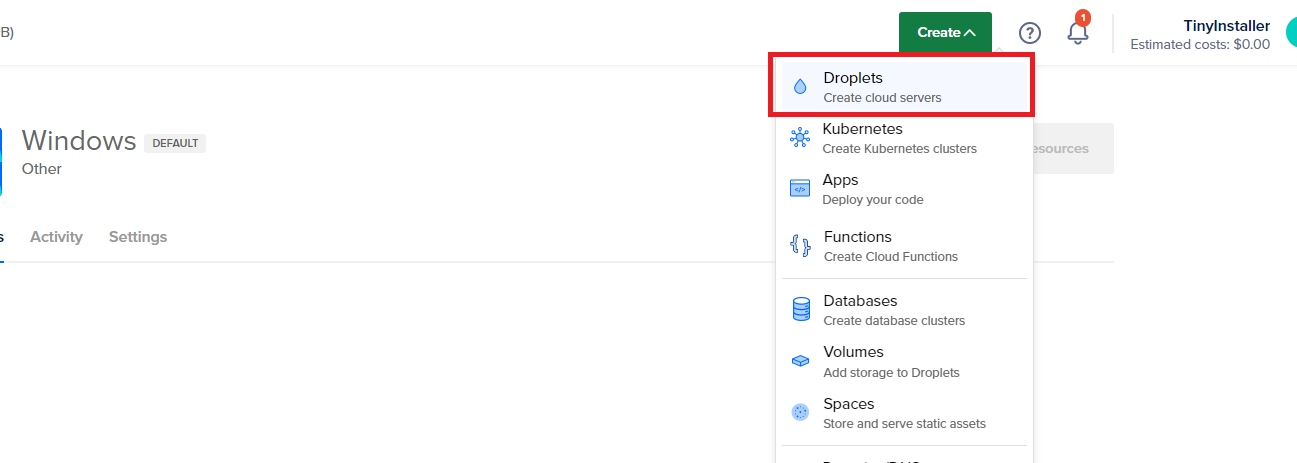 B)
Create
1
TinyInstaller
Estimated costs: $0.00
Droplets
Create cloud servers
Windows
DEFAULT
Other
Kubernetes
Create Kubernetes clusters
esources
Apps
Deploy your code
s
Activity
Settings
Functions
Create Cloud Functions
Databases
Create database clusters
Volumes
Add storage to Droplets
Spaces
Store and serve static assets